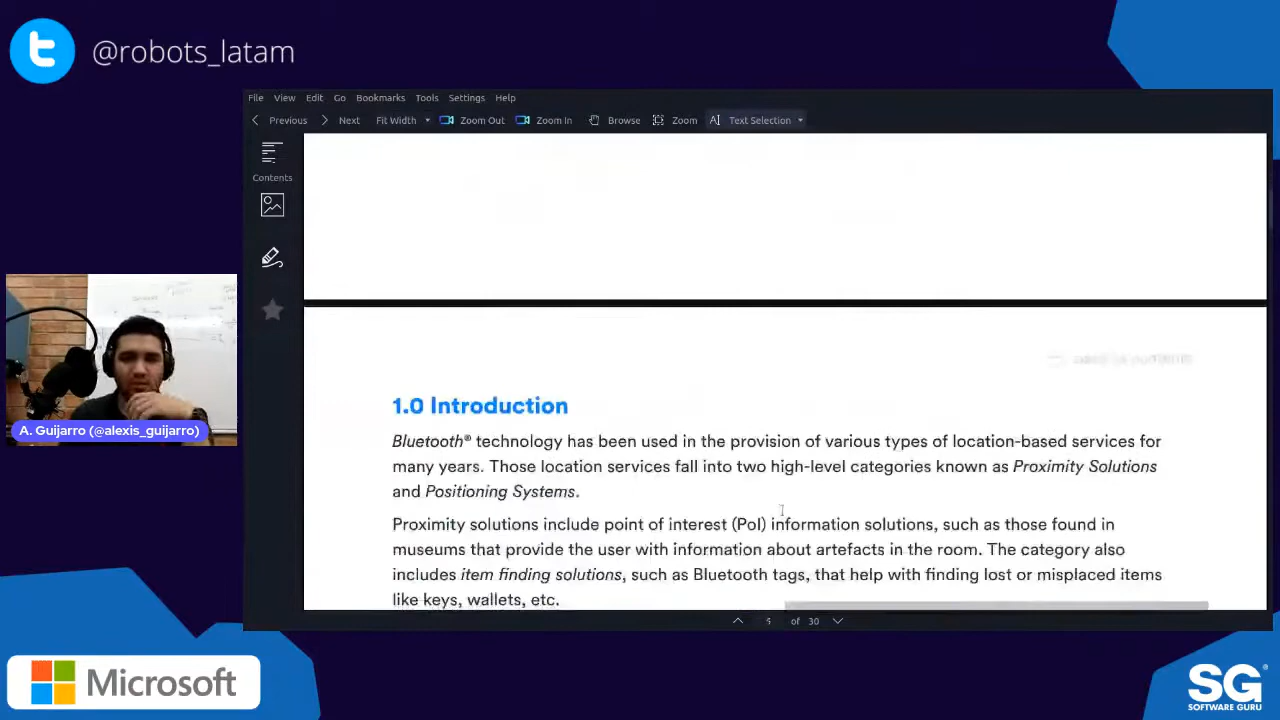 @robots_latam
File View Edit Go Bookmarks Tools Settings Help
Previous Next Fit Width Zoom Out Zoom In Browse Zoom Text Selection
Contents
1.0 Introduction
Bluetooth® technology has been used in the provision of various types of location-based services for
many years. Those location services fall into two high-level categories known as Proximity Solutions
and Positioning Systems.
Proximity solutions include point of interest (PoI) information solutions, such as those found in
museums that provide the user with information about artefacts in the room. The category also
includes item finding solutions, such as Bluetooth tags, that help with finding lost or misplaced items
like keys, wallets, etc.
5 of 30
A. Guijarro (@alexis_guijarro)
Microsoft
SG®
SOFTWARE GURU